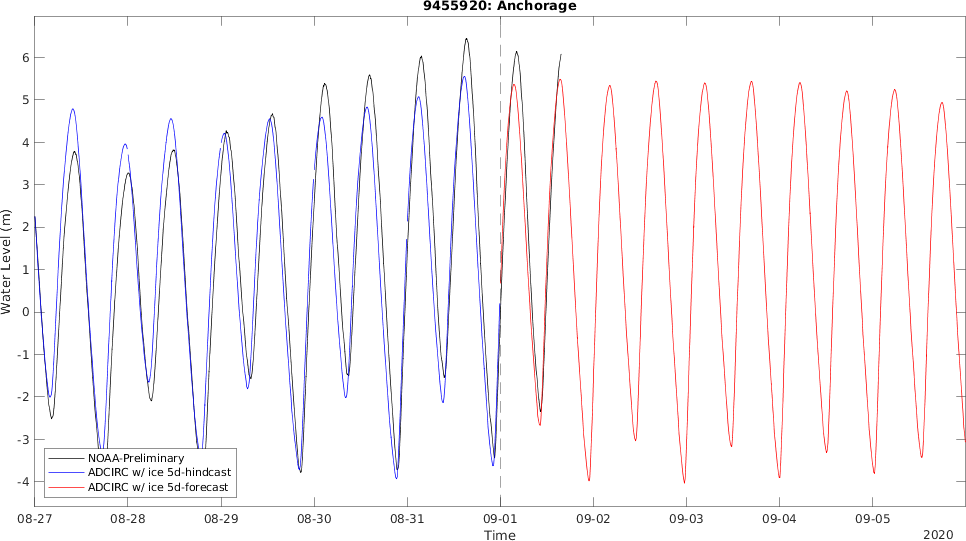 9455920: Anchorage
Water Level (m)
6
5
4
3
2
1
0
-1
-2
-3
-4
NOAA-Preliminary
ADCIRC w/ ice 5d-hindcast
ADCIRC w/ ice 5d-forecast
08-27 08-28 08-29 08-30 08-31 09-01 09-02 09-03 09-04 09-05
Time
2020